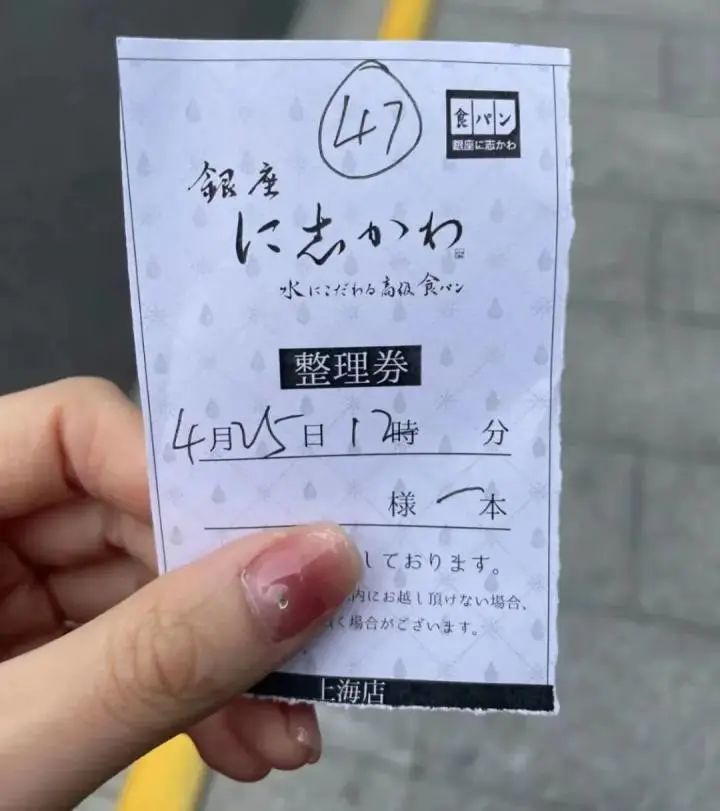 47
食パン
銀座に志かわ
銀座
に志かわ
水にこだわる高級食パン
整理券
4月25日 12時 分
様 一本
しております。
内にお越し頂けない場合、
く場合がございます。
上海店